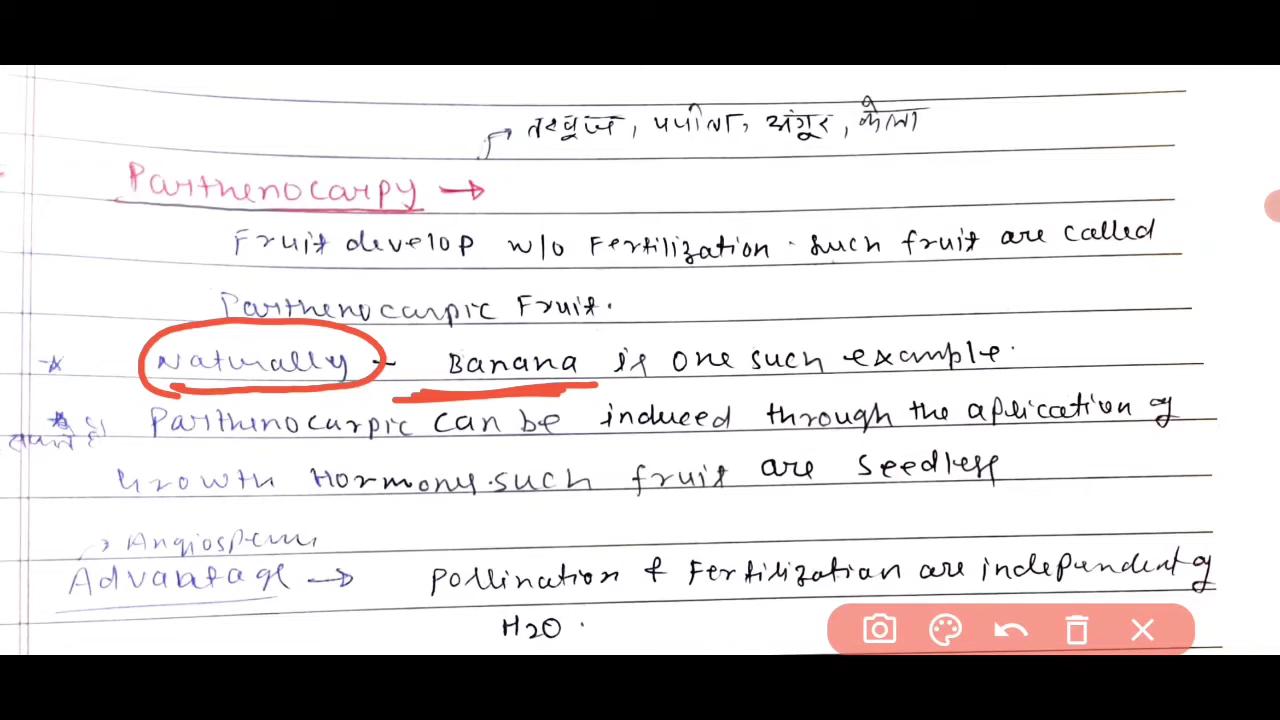 तरबूज, पपीता, अंगूर, केला
Parthenocarpy →
Fruit develop w/o Fertilization. Such fruit are called
Parthenocarpic Fruit.
Naturally - Banana is one such example.
Parthenocarpic can be induced through the aplication of
Growth Hormons. such fruit are seedless
Angiosperm
Advantage → Pollination & Fertilization are independent of
H2O.